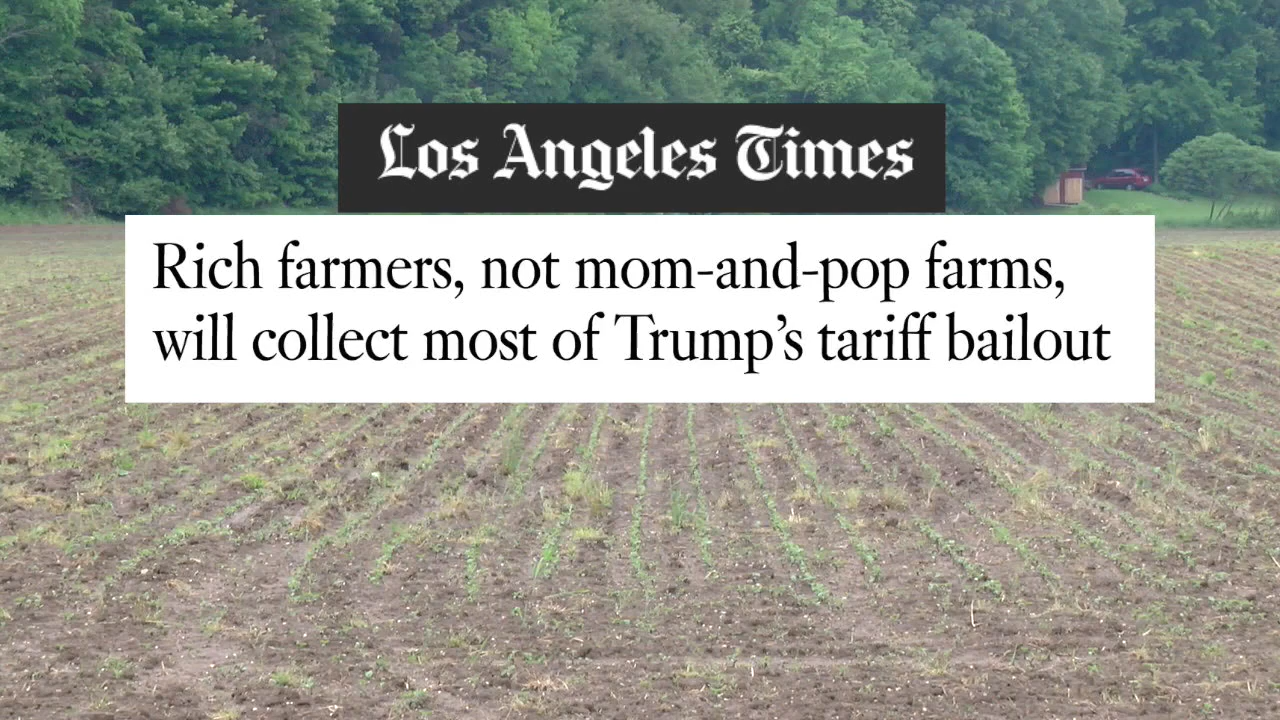 Los Angeles Times
Rich farmers, not mom-and-pop farms,
will collect most of Trump’s tariff bailout